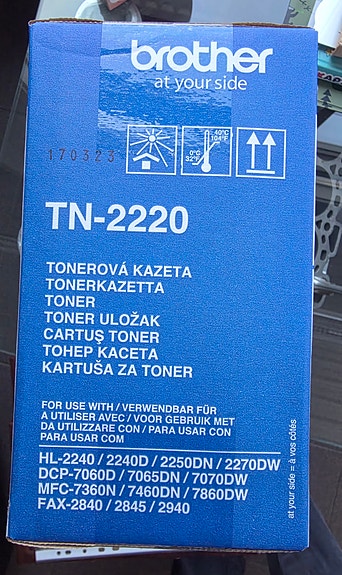 brother
at your side
170323
40°C
104°F
0°C
32°F
TN-2220
TONEROVÁ KAZETA
TONERKAZETTA
TONER
TONER ULOŽAK
CARTUŞ TONER
ТОНЕР КАСЕТА
KARTUŠA ZA TONER
FOR USE WITH / VERWENDBAR FÜR
A UTILISER AVEC / VOOR GEBRUIK MET
DA UTILIZZARE CON / PARA USAR CON
PARA USAR COM
HL-2240 / 2240D / 2250DN / 2270DW
DCP-7060D / 7065DN / 7070DW
MFC-7360N / 7460DN / 7860DW
FAX-2840 / 2845 / 2940
at your side = à vos côtés